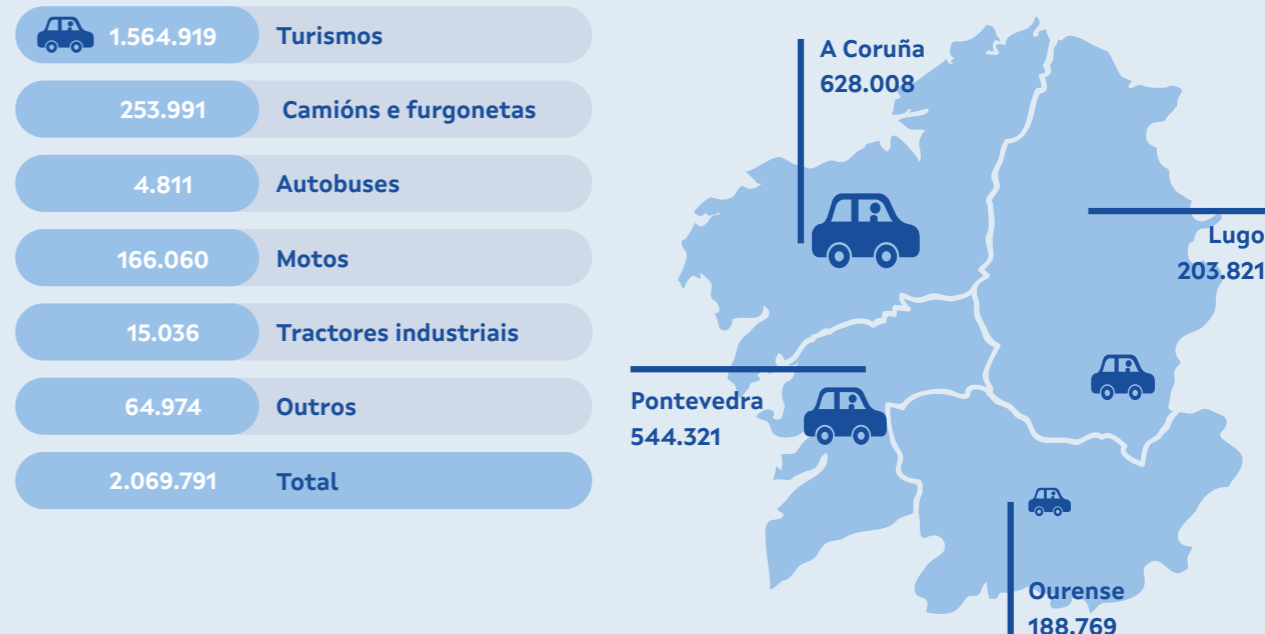 1.564.919 Turismos
253.991 Camións e furgonetas
4.811 Autobuses
166.060 Motos
15.036 Tractores industriais
64.974 Outros
2.069.791 Total
A Coruña
628.008
Lugo
203.821
Pontevedra
544.321
Ourense
188.769